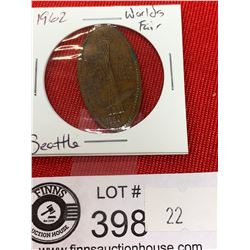 1962
Worlds
Fair
Seattle
FINNS
AUCTION HOUSE
LOT #
398
22
www.finnsauctionhouse.com